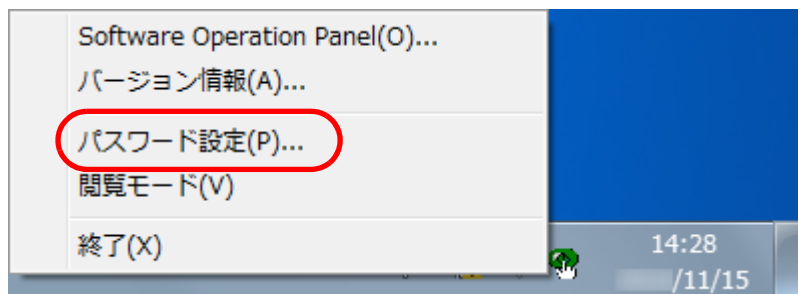 Software Operation Panel(O)...
バージョン情報(A)...
パスワード設定(P)...
閲覧モード(V)
終了(X)
14:28
/11/15